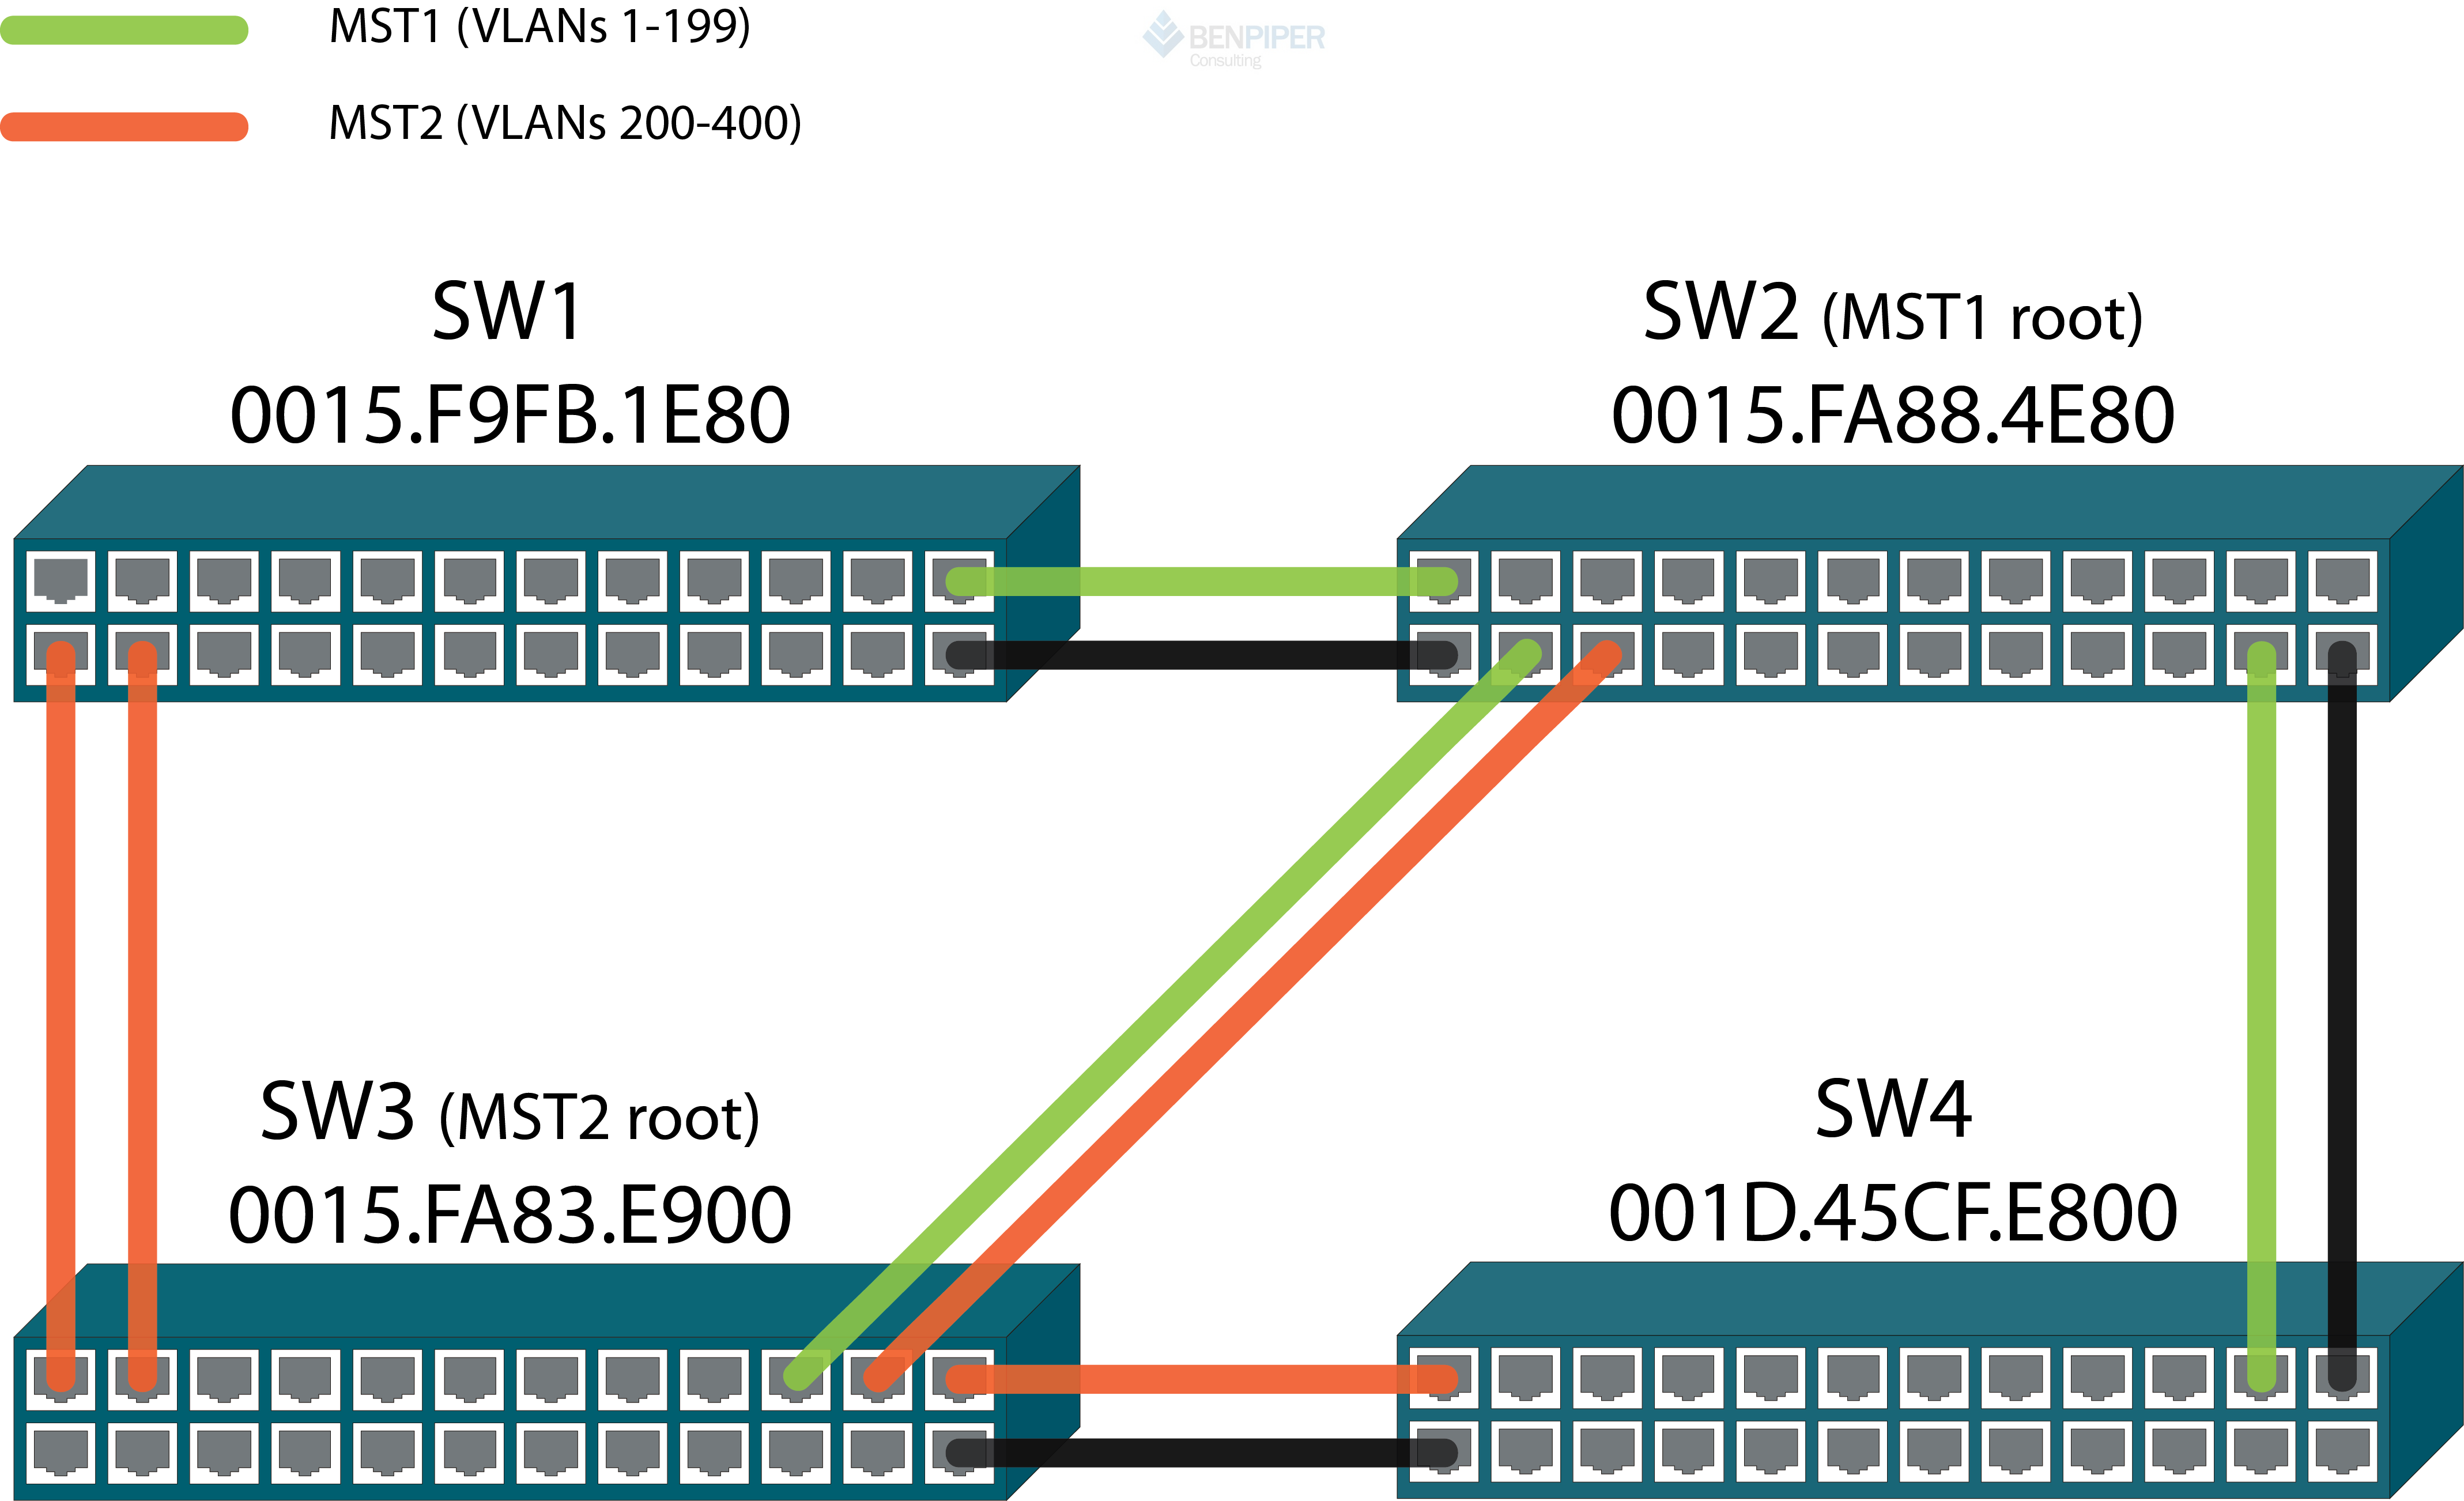 MST1 (VLANs 1-199)
BENPIPER
Consulting
MST2 (VLANs 200-400)
SW1
0015.F9FB.1E80
SW2 (MST1 root)
0015.FA88.4E80
SW3 (MST2 root)
0015.FA83.E900
SW4
001D.45CF.E800